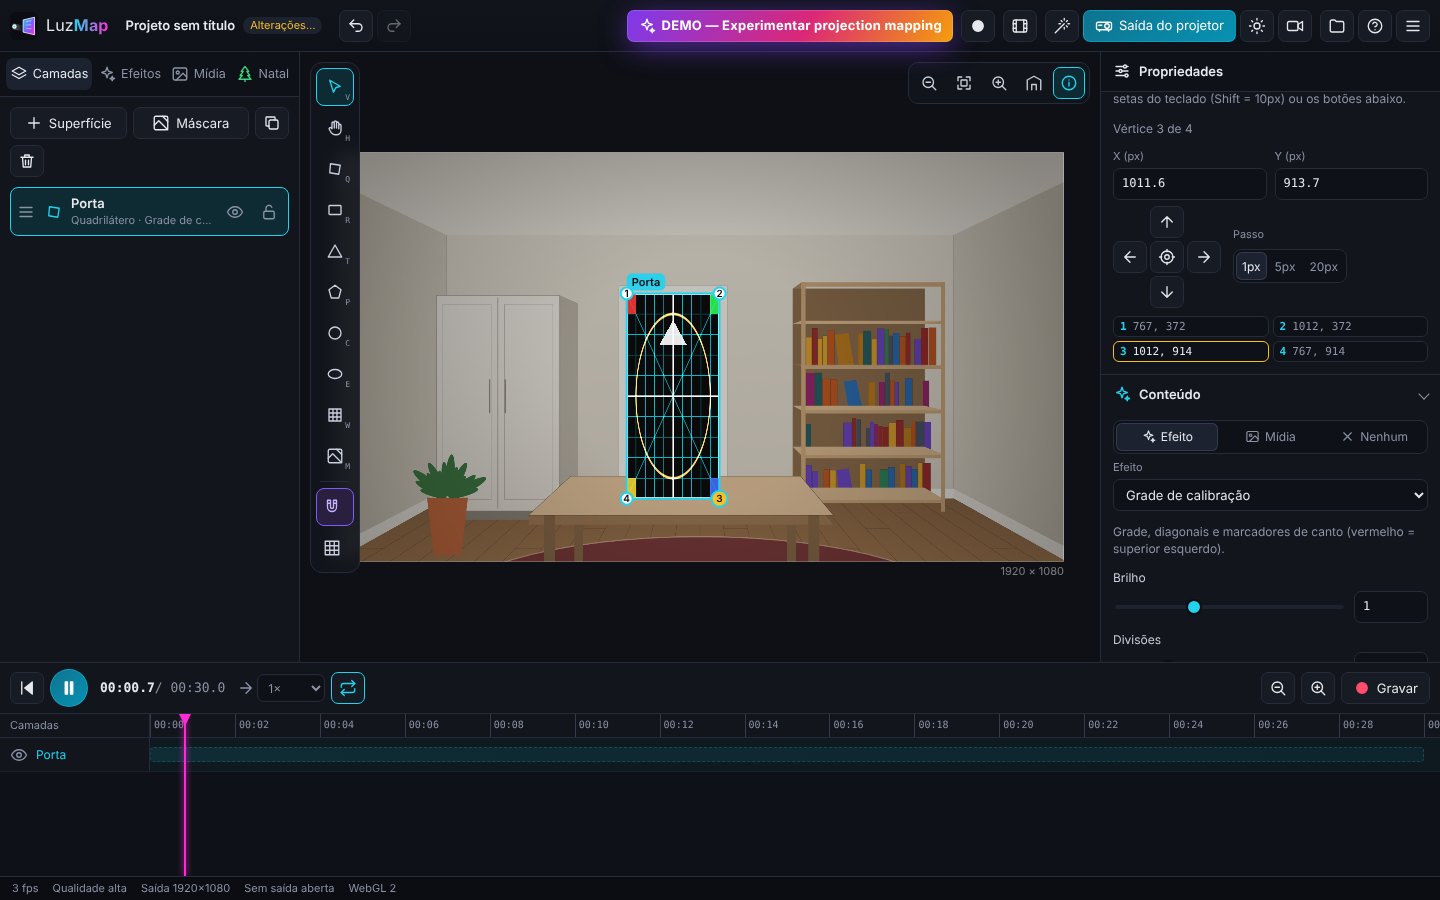 LuzMap
Projeto sem título
Alterações...
DEMO — Experimentar projection mapping
Saída do projetor
Camadas
Efeitos
Mídia
Natal
Superfície
Máscara
Porta
Quadrilátero · Grade de c...
V
H
Q
R
T
P
C
E
W
M
Porta
1
2
4
3
1920 × 1080
Propriedades
setas do teclado (Shift = 10px) ou os botões abaixo.
Vértice 3 de 4
X (px)
Y (px)
1011.6
913.7
Passo
1px
5px
20px
1 767, 372
2 1012, 372
3 1012, 914
4 767, 914
Conteúdo
Efeito
Mídia
Nenhum
Efeito
Grade de calibração
Grade, diagonais e marcadores de canto (vermelho =
superior esquerdo).
Brilho
1
Divisões
00:00.7/ 00:30.0
1×
Gravar
Camadas
00:00
00:02
00:04
00:06
00:08
00:10
00:12
00:14
00:16
00:18
00:20
00:22
00:24
00:26
00:28
00
Porta
3 fps
Qualidade alta
Saída 1920×1080
Sem saída aberta
WebGL 2